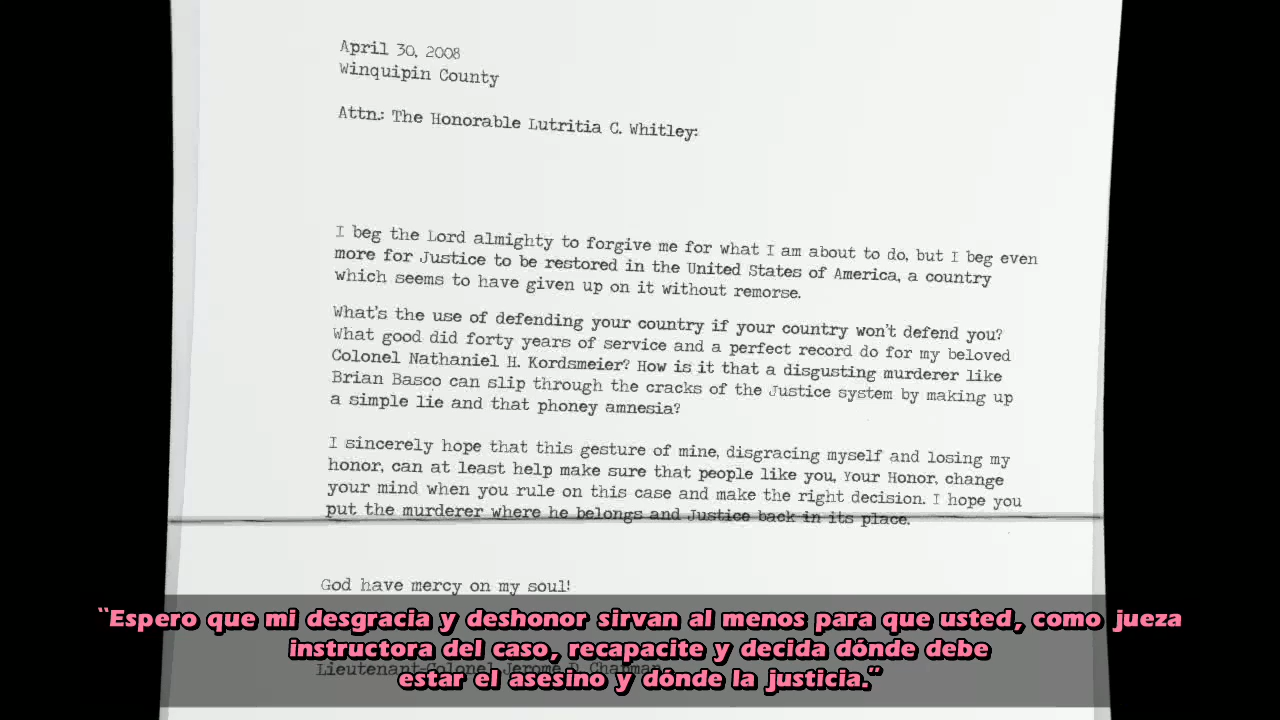 April 30, 2008
Winquipin County
Attn.: The Honorable Lutritia C. Whitley:
I beg the Lord almighty to forgive me for what I am about to do, but I beg even
more for Justice to be restored in the United States of America, a country
which seems to have given up on it without remorse.
What's the use of defending your country if your country won't defend you?
What good did forty years of service and a perfect record do for my beloved
Colonel Nathaniel H. Kordsmeier? How is it that a disgusting murderer like
Brian Basco can slip through the cracks of the Justice system by making up
a simple lie and that phoney amnesia?
I sincerely hope that this gesture of mine, disgracing myself and losing my
honor, can at least help make sure that people like you, Your Honor, change
your mind when you rule on this case and make the right decision. I hope you
put the murderer where he belongs and Justice back in its place.
God have mercy on my soul!
Lieutenant-Colonel Jerome D. Chapman
“Espero que mi desgracia y deshonor sirvan al menos para que usted, como jueza
instructora del caso, recapacite y decida dónde debe
estar el asesino y dónde la justicia.”